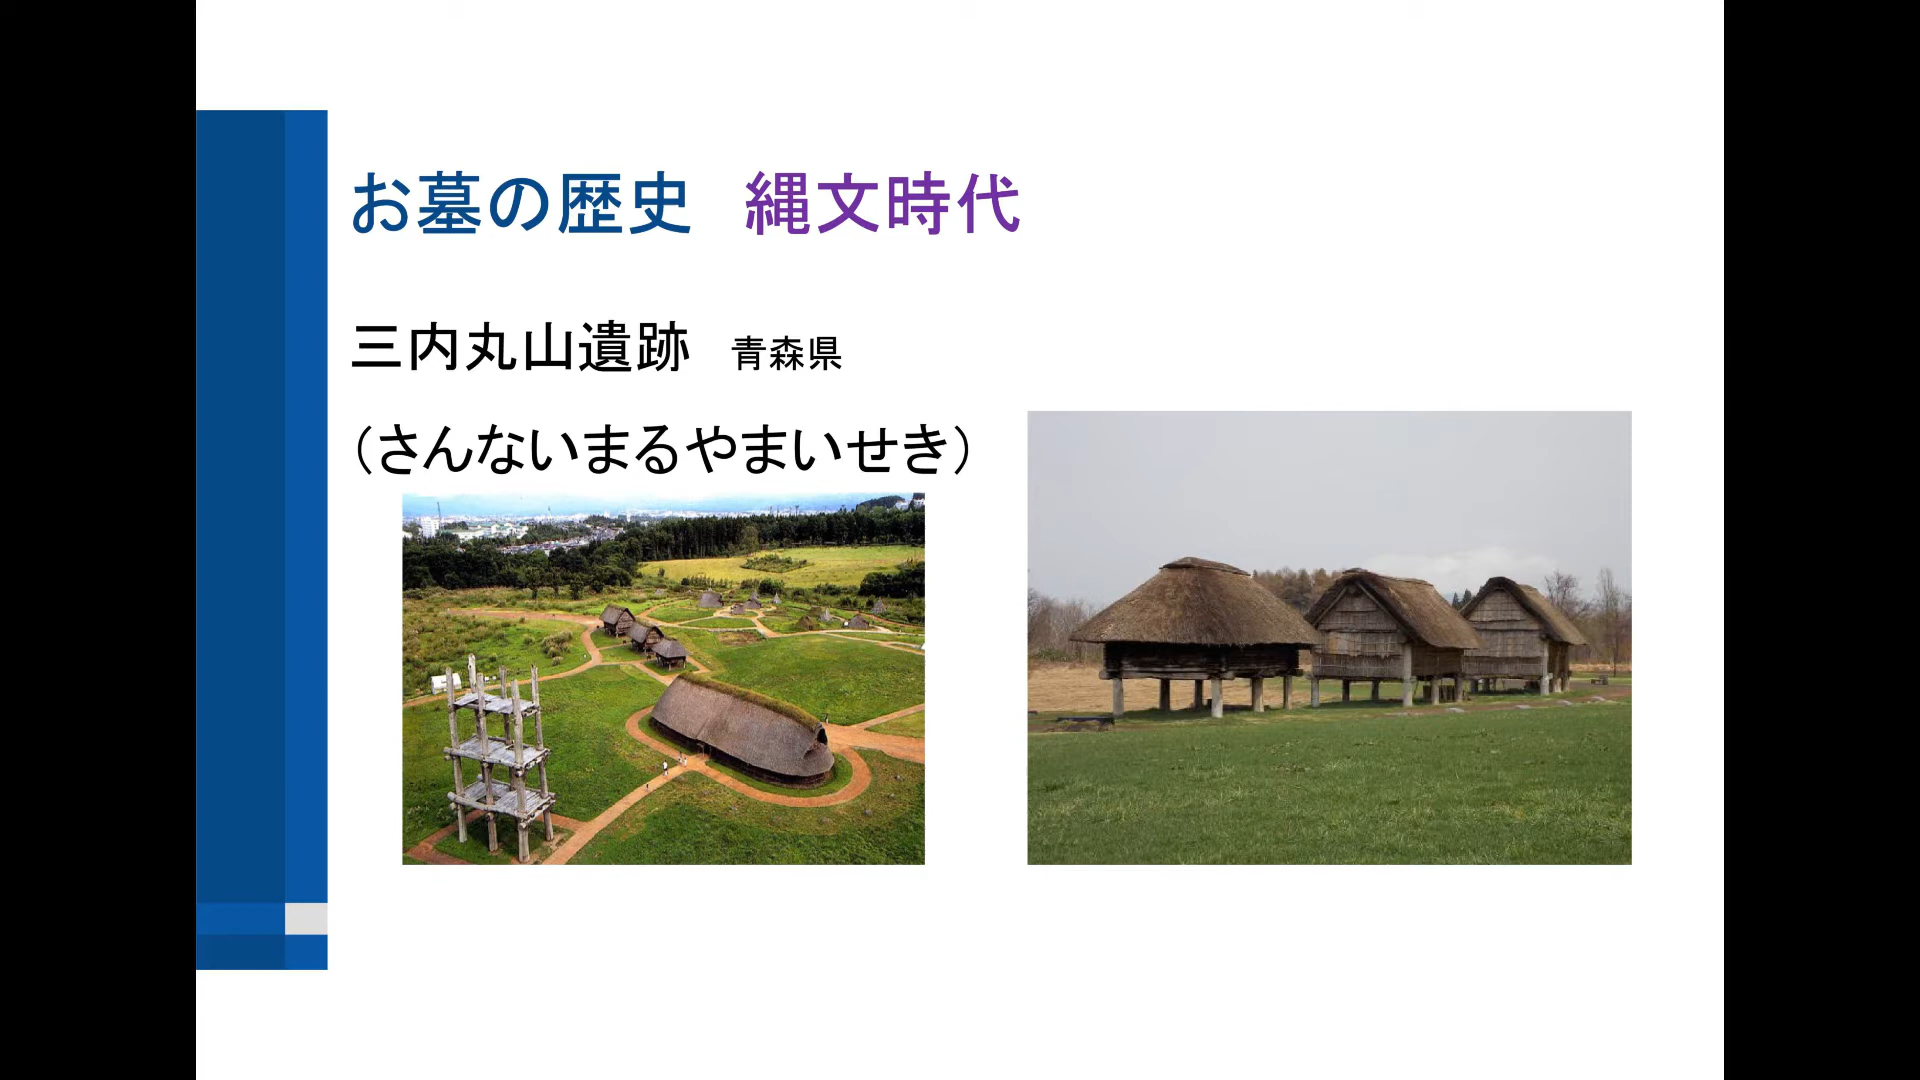 お墓の歴史　縄文時代
三内丸山遺跡　青森県
（さんないまるやまいせき）